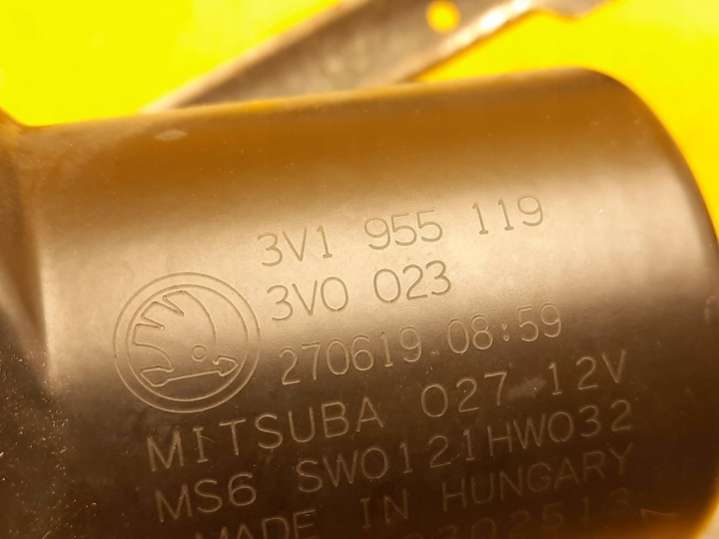 3V1 955 119
3V0 023
270619 08:59
MITSUBA 027 12V
MS6 SW0121HW032
MADE IN HUNGARY